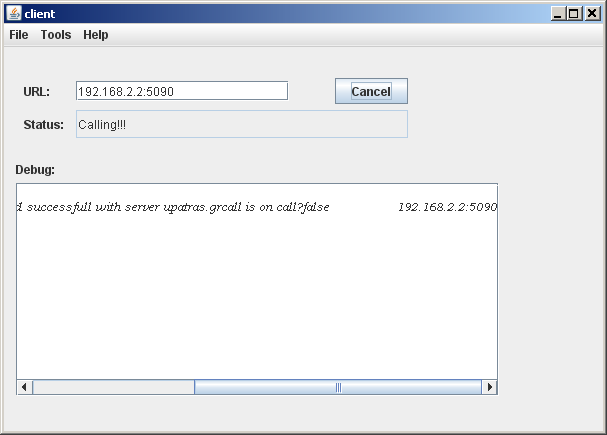 client
File Tools Help
URL: 192.168.2.2:5090 Cancel
Status: Calling!!!
Debug:
successfull with server upatras.grcall is on call?false 192.168.2.2:5090